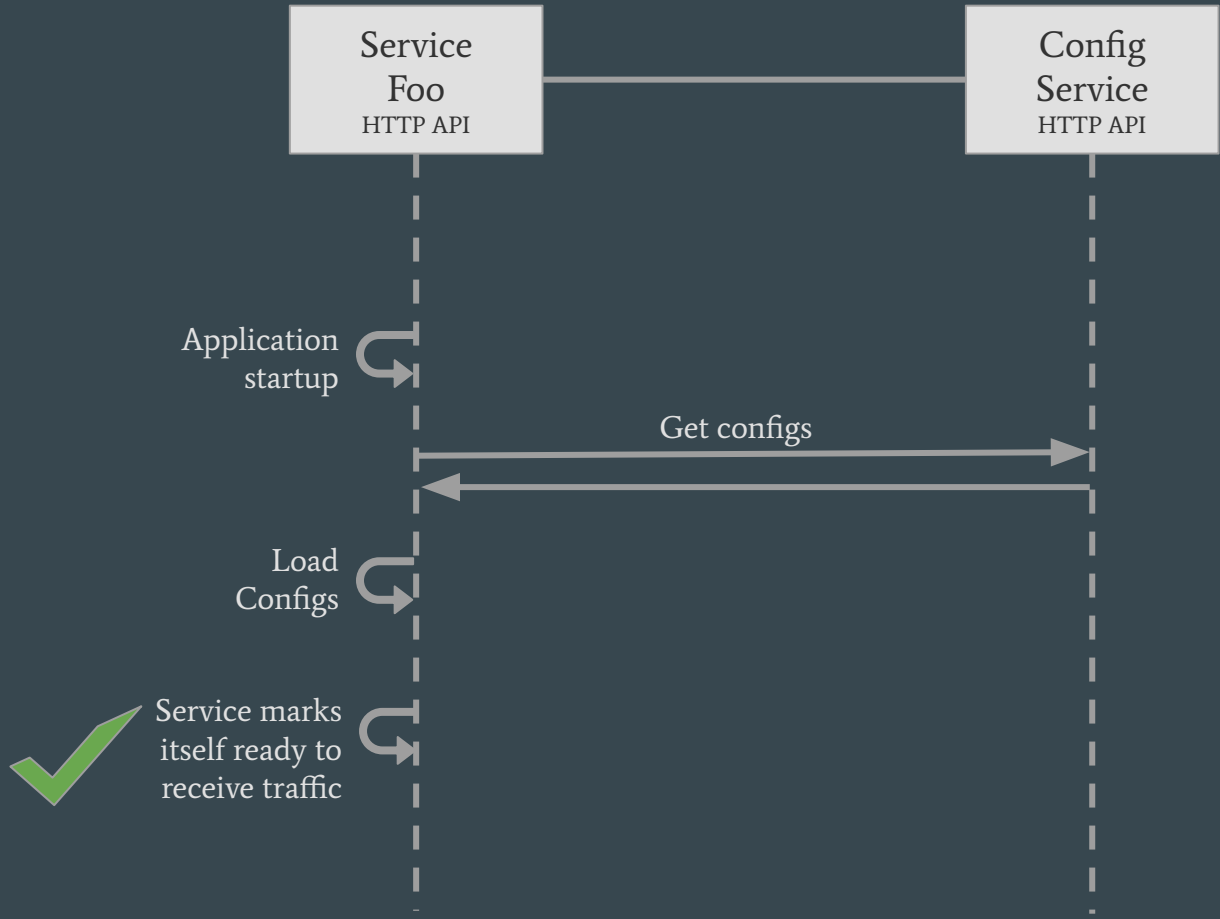 Service
Foo
HTTP API
Config
Service
HTTP API
Application
startup
Get configs
Load
Configs
Service marks
itself ready to
receive traffic